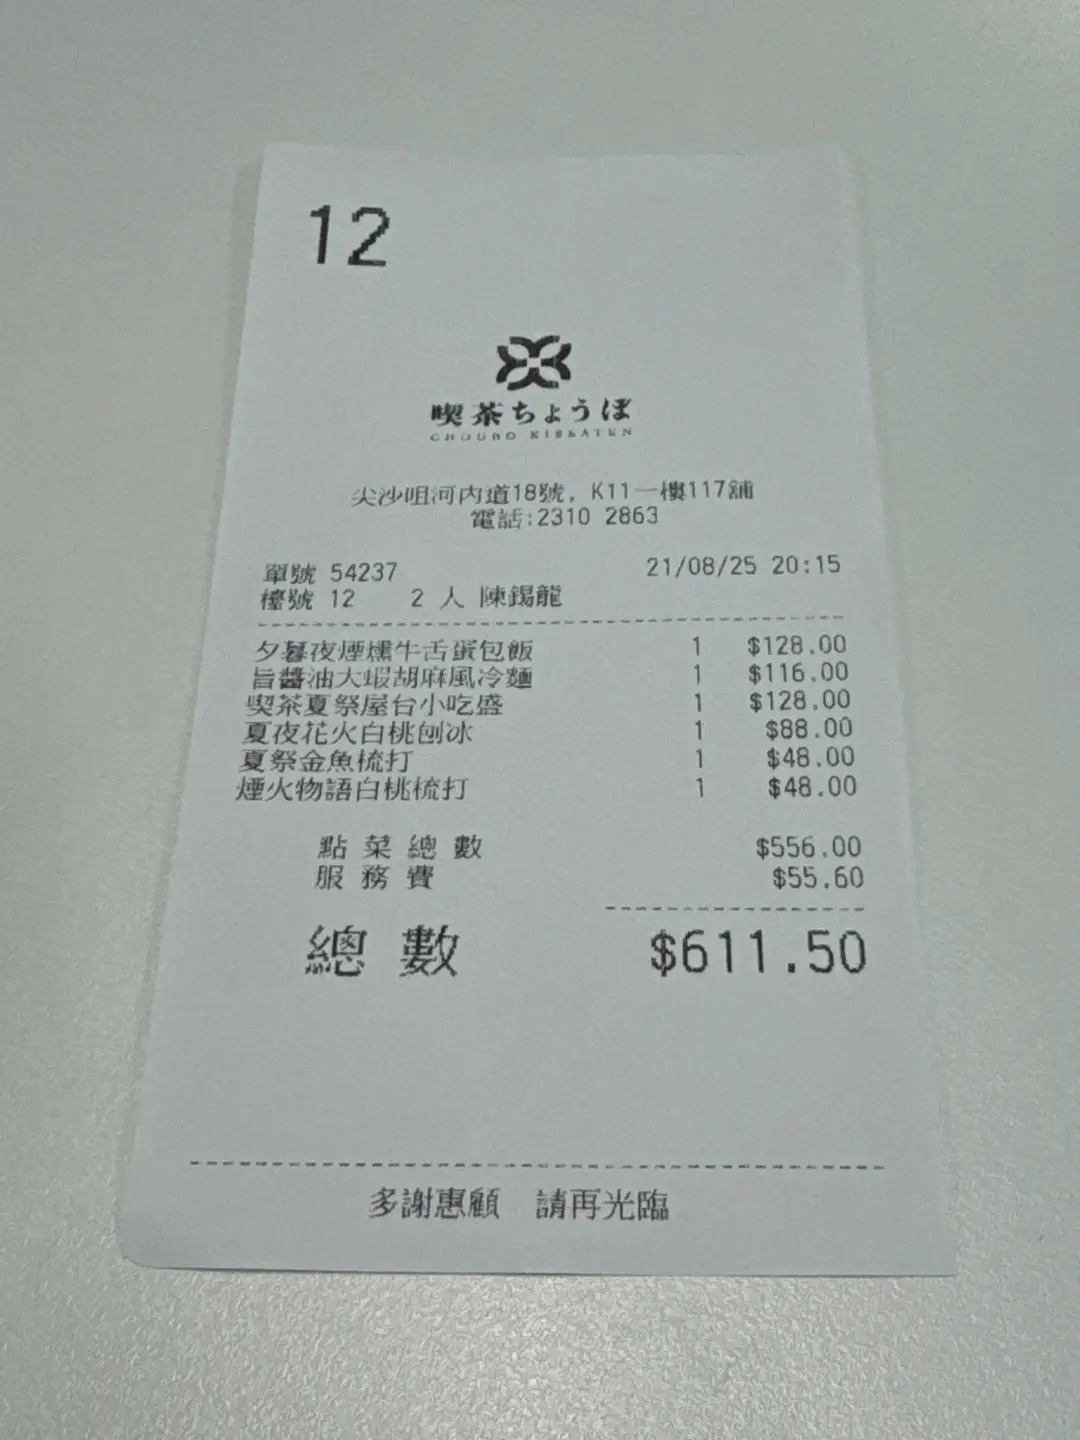 12
喫茶ちょうぼ
CHOUBO KISSATEN
尖沙咀河內道18號, K11一樓117舖
電話:2310 2863
單號 54237 21/08/25 20:15
檯號 12 2 人 陳錫龍
夕暮夜煙燻牛舌蛋包飯 1 $128.00
旨醬油大蝦胡麻風冷麵 1 $116.00
喫茶夏祭屋台小吃盛 1 $128.00
夏夜花火白桃刨冰 1 $88.00
夏祭金魚梳打 1 $48.00
煙火物語白桃梳打 1 $48.00
點菜總數 $556.00
服務費 $55.60
總數 $611.50
多謝惠顧 請再光臨